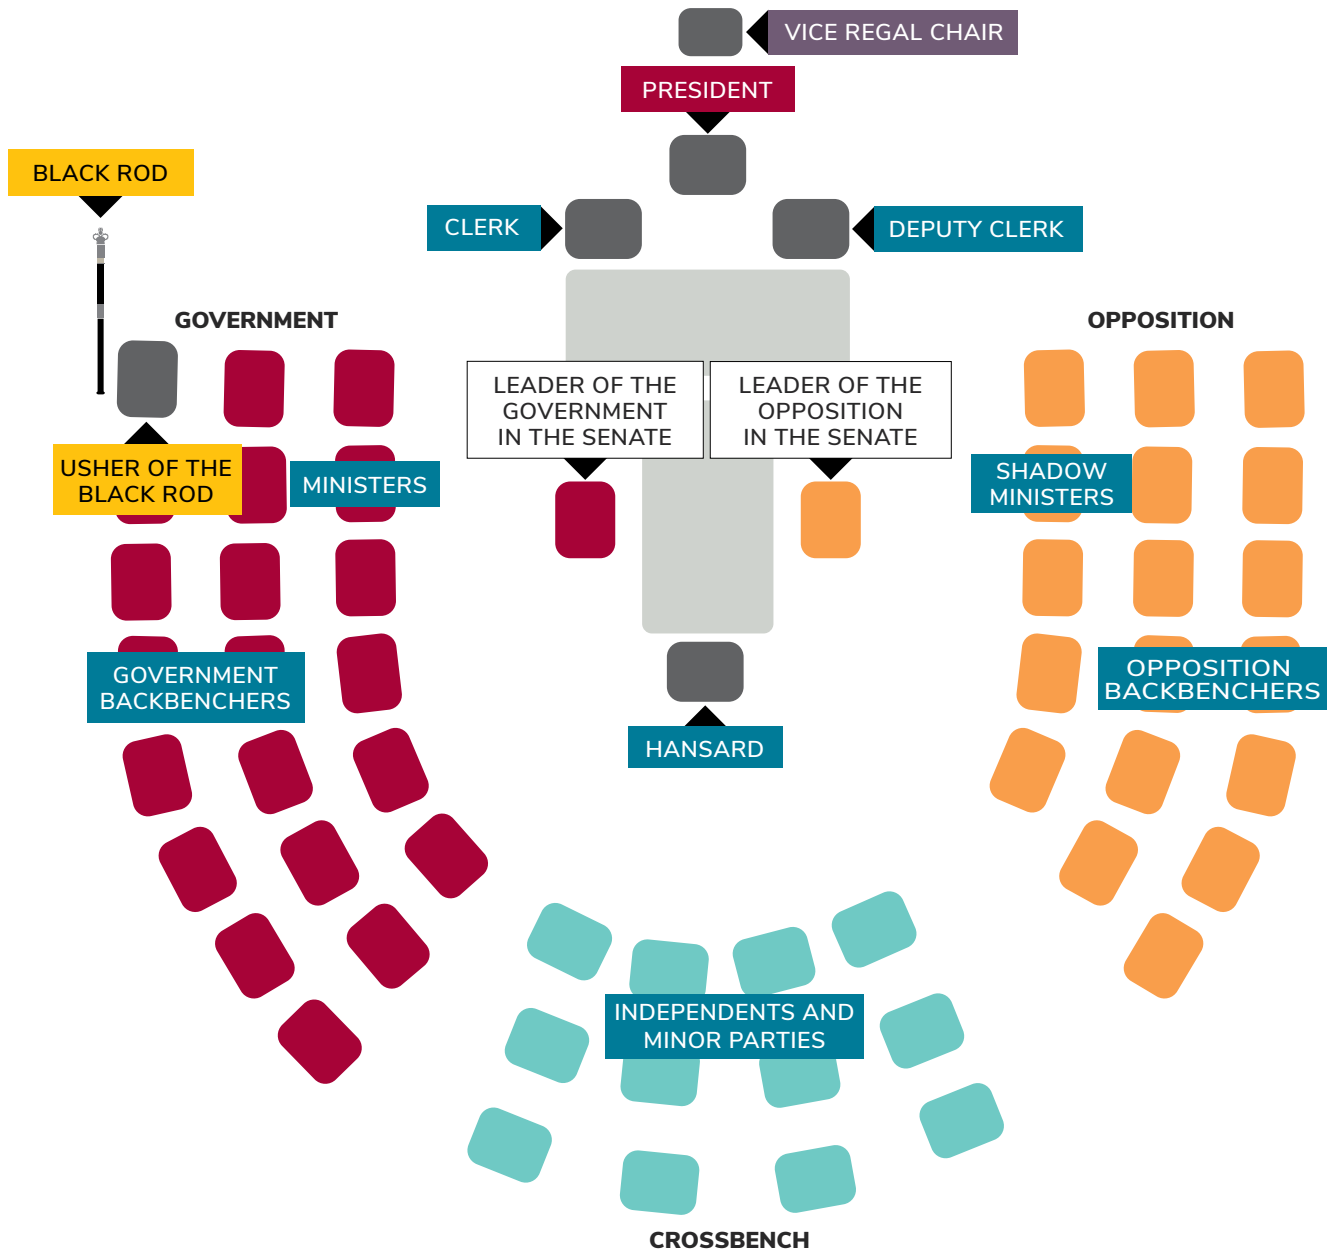 VICE REGAL CHAIR
PRESIDENT
BLACK ROD
CLERK
DEPUTY CLERK
GOVERNMENT
OPPOSITION
LEADER OF THE
GOVERNMENT
IN THE SENATE
LEADER OF THE
OPPOSITION
IN THE SENATE
USHER OF THE
BLACK ROD
MINISTERS
SHADOW
MINISTERS
GOVERNMENT
BACKBENCHERS
OPPOSITION
BACKBENCHERS
HANSARD
INDEPENDENTS AND
MINOR PARTIES
CROSSBENCH